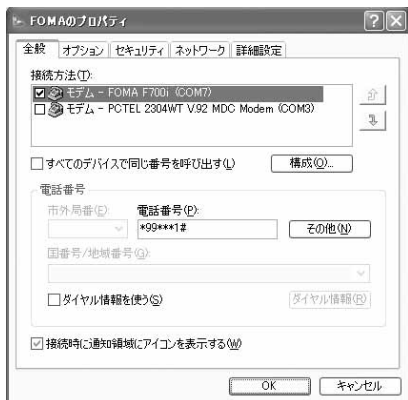 FOMAのプロパティ
全般 オプション セキュリティ ネットワーク 詳細設定
接続方法(T):
モデム - FOMA F700i (COM7)
モデム - PCTEL 2304WT V.92 MDC Modem (COM3)
すべてのデバイスで同じ番号を呼び出す(L) 構成(O)...
電話番号
市外局番(E): 電話番号(P):
*99***1# その他(N)
国番号/地域番号(G):
ダイヤル情報を使う(S) ダイヤル情報(R)
接続時に通知領域にアイコンを表示する(W)
OK キャンセル